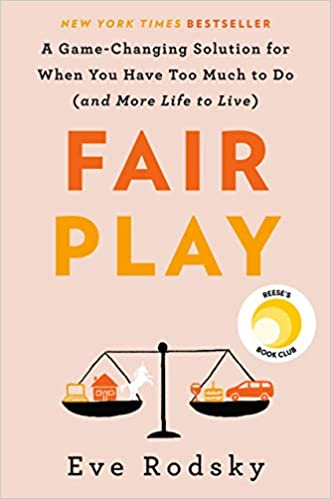 NEW YORK TIMES BESTSELLER
A Game-Changing Solution for
When You Have Too Much to Do
(and More Life to Live)
FAIR
PLAY
REESE'S
BOOK CLUB
Eve Rodsky